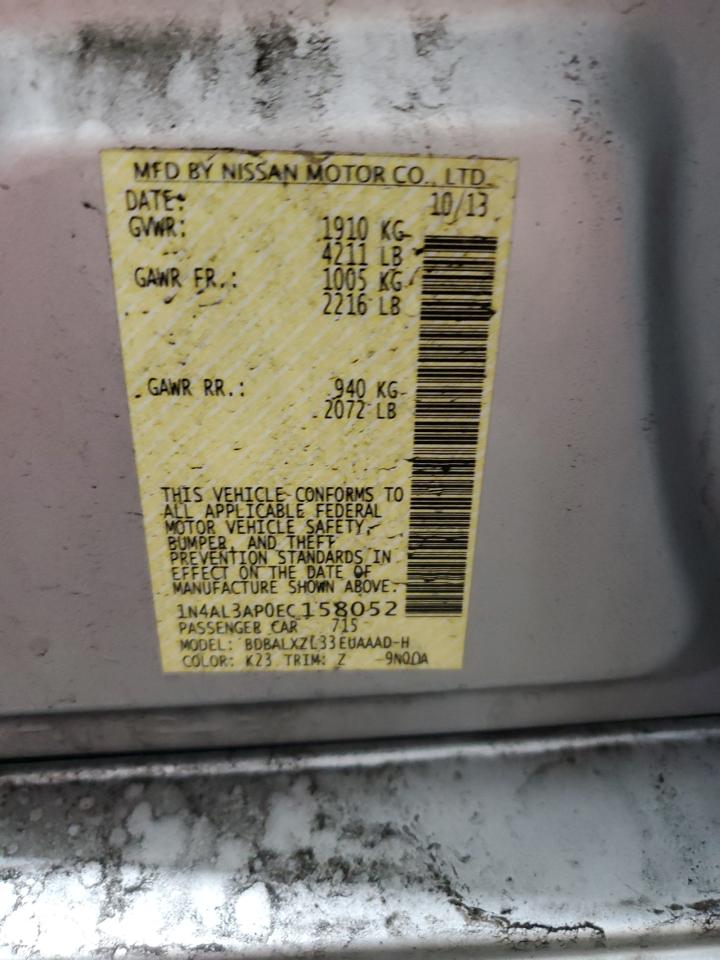 MFD BY NISSAN MOTOR CO., LTD.
DATE: 10/13
GVWR: 1910 KG
4211 LB
GAWR FR.: 1005 KG
2216 LB
GAWR RR.: 940 KG
2072 LB
THIS VEHICLE CONFORMS TO
ALL APPLICABLE FEDERAL
MOTOR VEHICLE SAFETY,
BUMPER, AND THEFT
PREVENTION STANDARDS IN
EFFECT ON THE DATE OF
MANUFACTURE SHOWN ABOVE.
1N4AL3AP0EC158052
PASSENGER CAR 715
MODEL: BDBALXZL33EUAAAD-H
COLOR: K23 TRIM: Z